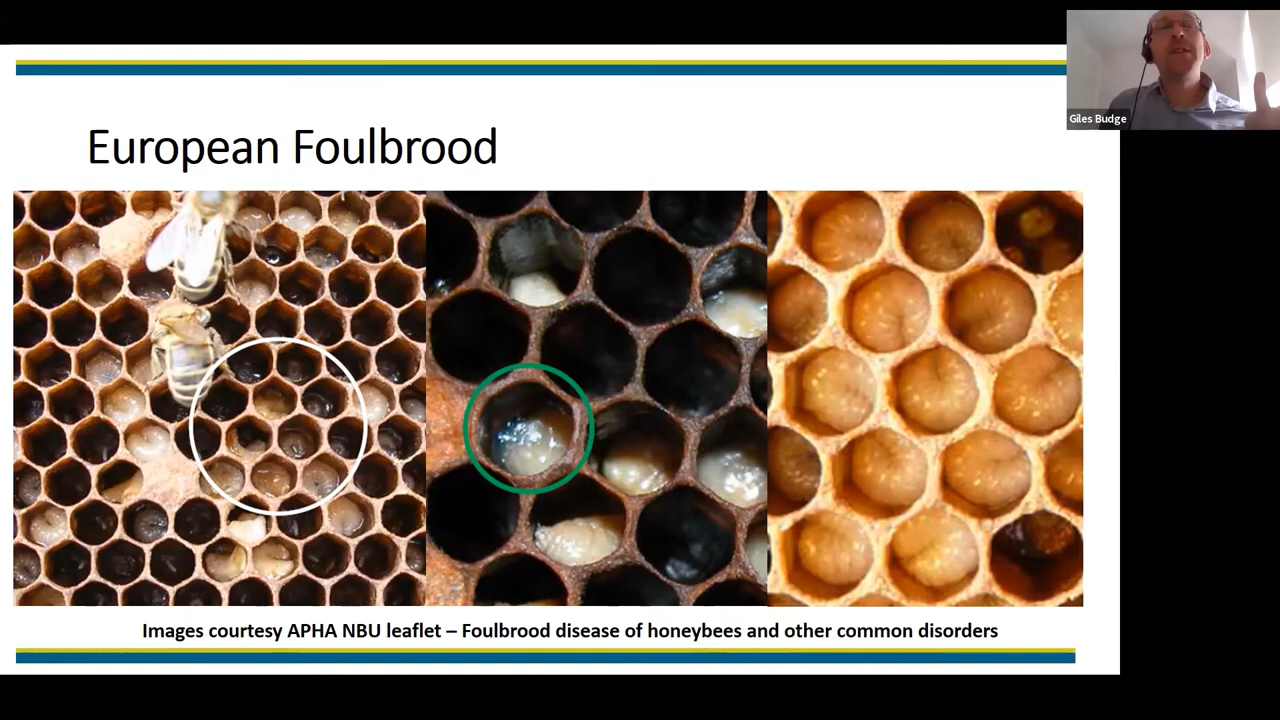 Giles Budge
European Foulbrood
Images courtesy APHA NBU leaflet – Foulbrood disease of honeybees and other common disorders